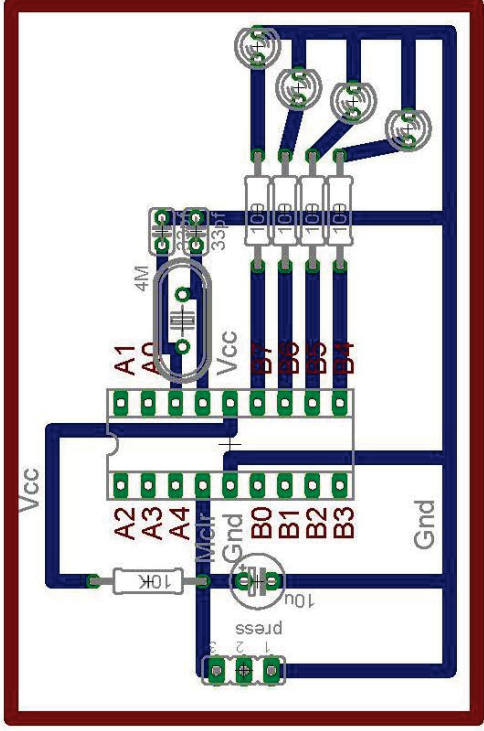 33pf
33pf
100
100
100
100
4M
A1
A0
Vcc
B7
B6
B5
B4
Vcc
A2
A3
A4
Mclr
Gnd
B0
B1
B2
B3
Gnd
10K
+
10u
press
3
2
1